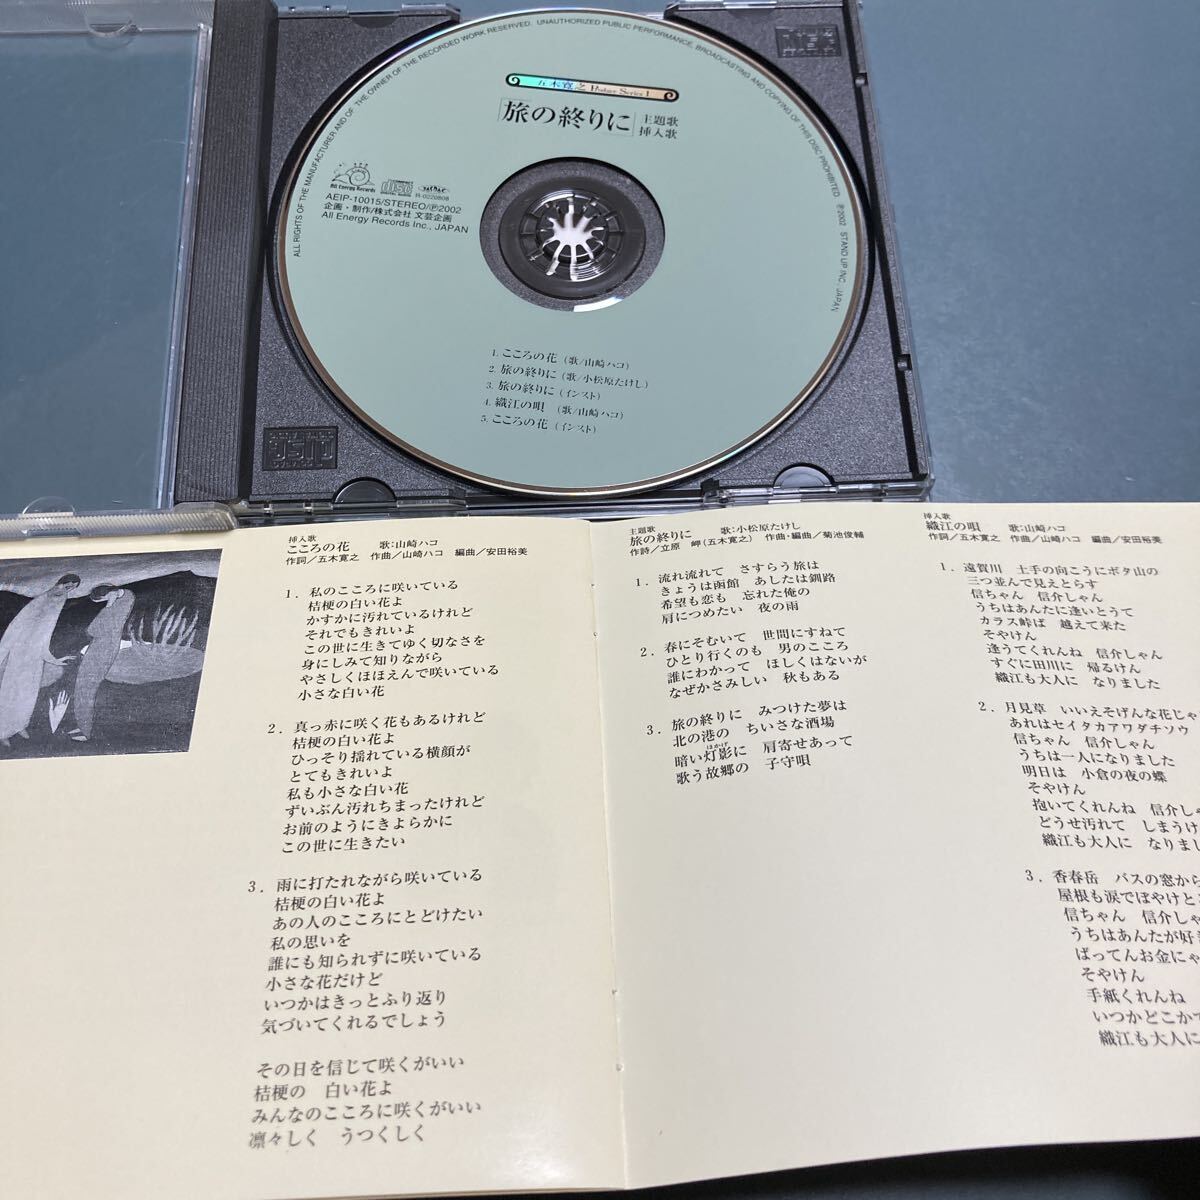 ALL RIGHTS OF THE MANUFACTURER AND OF THE OWNER OF THE RECORDED WORK RESERVED. UNAUTHORIZED PUBLIC PERFORMANCE, BROADCASTING AND COPYING OF THIS DISC PROHIBITED ℗2002 STAND UP INC., JAPAN
五木寛之 Produce Series 1
「旅の終りに」主題歌
挿入歌
All Energy Records
COMPACT disc DIGITAL AUDIO
JASRAC
R-0220808
AEIP-10015/STEREO/℗2002
企画・制作/株式会社 文芸企画
All Energy Records Inc., JAPAN
1. こころの花 (歌/山崎ハコ)
2. 旅の終りに (歌/小松原たけし)
3. 旅の終りに (インスト)
4. 織江の唄 (歌/山崎ハコ)
5. こころの花 (インスト)
挿入歌
こころの花 歌:山崎ハコ
作詞/五木寛之 作曲/山崎ハコ 編曲/安田裕美
1. 私のこころに咲いている
桔梗の白い花よ
かすかに汚れているけれど
それでもきれいよ
この世に生きてゆく切なさを
身にしみて知りながら
やさしくほほえんで咲いている
小さな白い花
2. 真っ赤に咲く花もあるけれど
桔梗の白い花よ
ひっそり揺れている横顔が
とてもきれいよ
私も小さな白い花
ずいぶん汚れちまったけれど
お前のようにきよらかに
この世に生きたい
3. 雨に打たれながら咲いている
桔梗の白い花よ
あの人のこころにとどけたい
私の思いを
誰にも知られずに咲いている
小さな花だけど
いつかはきっとふり返り
気づいてくれるでしょう
その日を信じて咲くがいい
桔梗の 白い花よ
みんなのこころに咲くがいい
凛々しく うつくしく
主題歌
旅の終りに 歌:小松原たけし
作詩/立原 岬(五木寛之) 作曲・編曲/菊池俊輔
1. 流れ流れて さすらう旅は
きょうは函館 あしたは釧路
希望も恋も 忘れた俺の
肩につめたい 夜の雨
2. 春にそむいて 世間にすねて
ひとり行くのも 男のこころ
誰にわかって ほしくはないが
なぜかさみしい 秋もある
3. 旅の終りに みつけた夢は
北の港の ちいさな酒場
暗い灯影に 肩寄せあって
ほかげ
歌う故郷の 子守唄
挿入歌
織江の唄 歌:山崎ハコ
作詞/五木寛之 作曲/山崎ハコ 編曲/安田裕美
1. 遠賀川 土手の向こうにボタ山の
三つ並んで見えとらす
信ちゃん 信介しゃん
うちはあんたに逢いとうて
カラス峠ば 越えて来た
そやけん
逢うてくれんね 信介しゃん
すぐに田川に 帰るけん
織江も大人に なりました
2. 月見草 いいえそげんな花じゃ
あれはセイタカアワダチソウ
信ちゃん 信介しゃん
うちは一人になりました
明日は 小倉の夜の蝶
そやけん
抱いてくれんね 信介し
どうせ汚れて しまうけ
織江も大人に なりまし
3. 香春岳 バスの窓から
屋根も涙でぼやけと
信ちゃん 信介し
うちはあんたが好
ばってんお金に
そやけん
手紙くれんね
いつかどこかで
織江も大人に